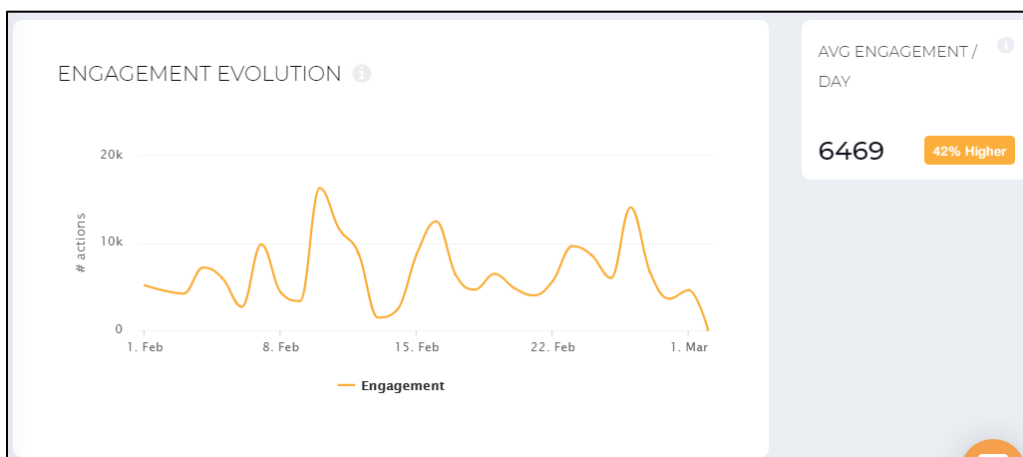 ENGAGEMENT EVOLUTION i
20k
10k
0
# actions
1. Feb
8. Feb
15. Feb
22. Feb
1. Mar
Engagement
AVG ENGAGEMENT / i
DAY
6469
42% Higher